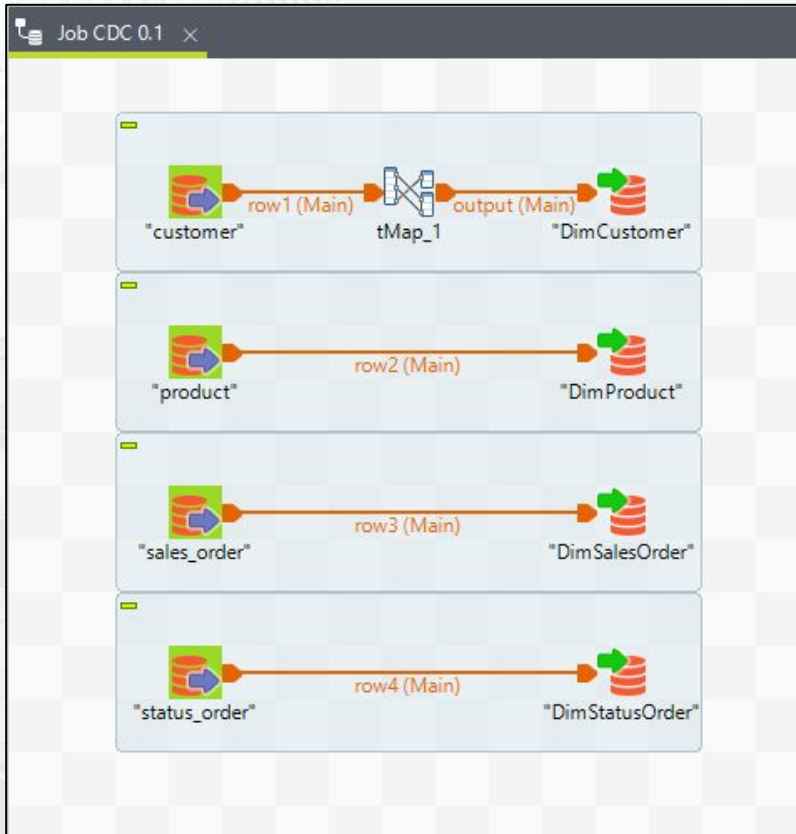 Job CDC 0.1
row1 (Main)
output (Main)
"customer"
tMap_1
"DimCustomer"
row2 (Main)
"product"
"DimProduct"
row3 (Main)
"sales_order"
"DimSalesOrder"
row4 (Main)
"status_order"
"DimStatusOrder"